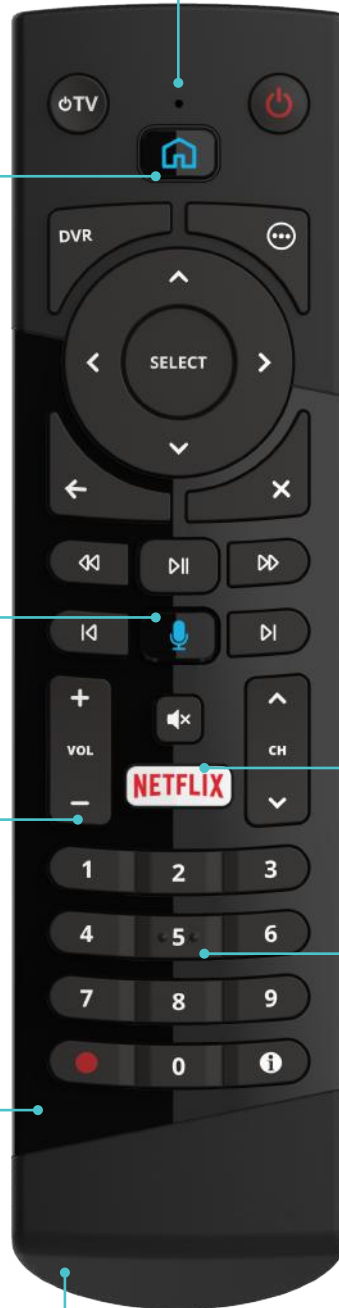 TV
DVR
SELECT
+
VOL
CH
−
NETFLIX
1 2 3
4 5 6
7 8 9
0 i